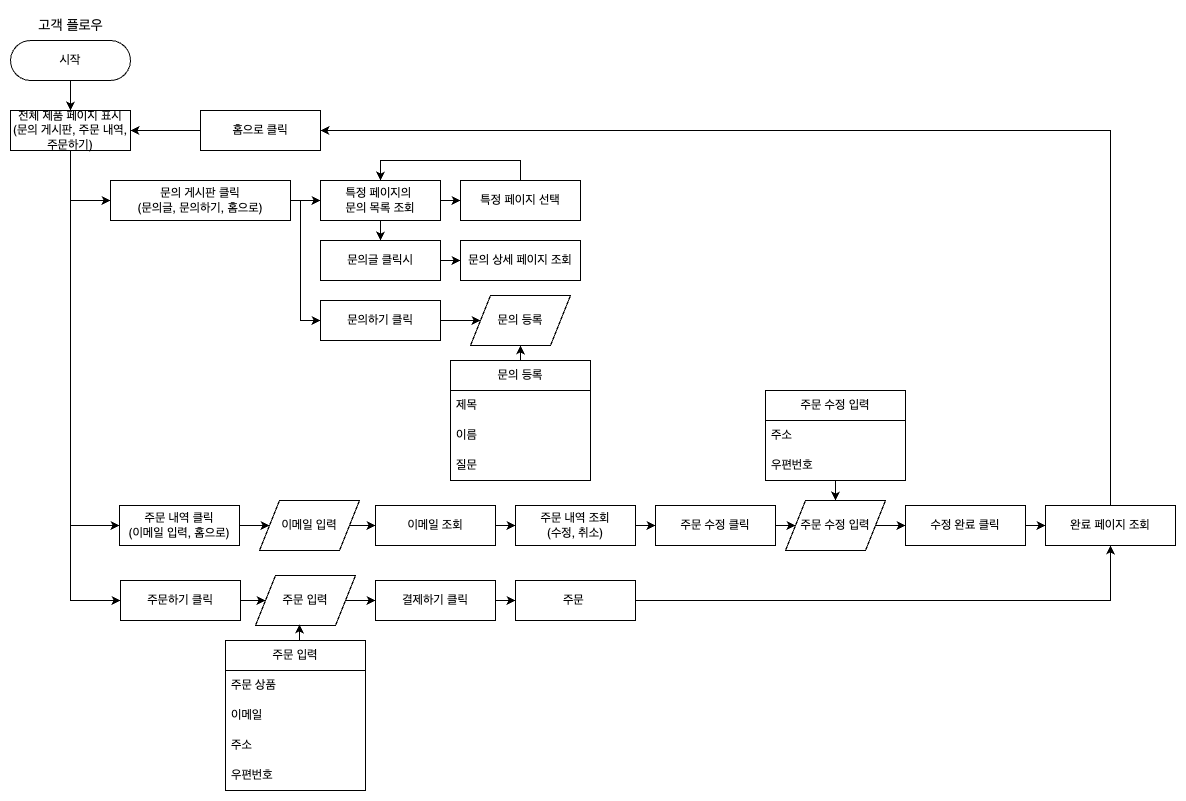 고객 플로우
시작
전체 제품 페이지 표시
(문의 게시판, 주문 내역,
주문하기)
홈으로 클릭
문의 게시판 클릭
(문의글, 문의하기, 홈으로)
특정 페이지의
문의 목록 조회
특정 페이지 선택
문의글 클릭시
문의 상세 페이지 조회
문의하기 클릭
문의 등록
문의 등록
제목
이름
질문
주문 수정 입력
주소
우편번호
주문 내역 클릭
(이메일 입력, 홈으로)
이메일 입력
이메일 조회
주문 내역 조회
(수정, 취소)
주문 수정 클릭
주문 수정 입력
수정 완료 클릭
완료 페이지 조회
주문하기 클릭
주문 입력
결제하기 클릭
주문
주문 입력
주문 상품
이메일
주소
우편번호